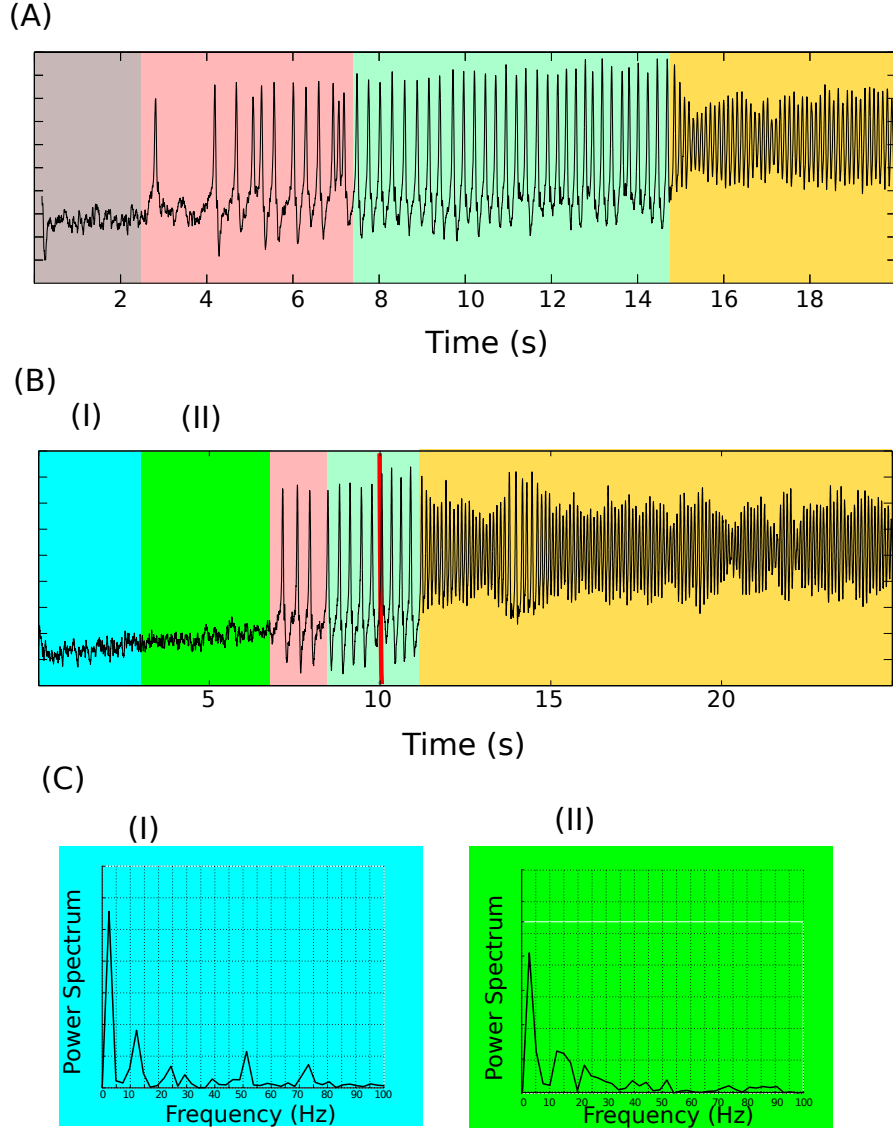 (A)
2 4 6 8 10 12 14 16 18
Time (s)
(B)
(I) (II)
5 10 15 20
Time (s)
(C)
(I) (II)
Power Spectrum
0 10 20 30 40 50 60 70 80 90 100
Frequency (Hz)
Power Spectrum
0 10 20 30 40 50 60 70 80 90 100
Frequency (Hz)